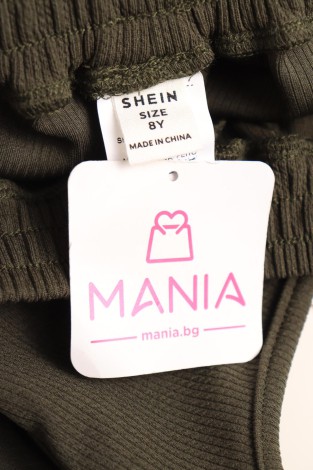 SHEIN
SIZE
8Y
MADE IN CHINA
MANIA
mania.bg